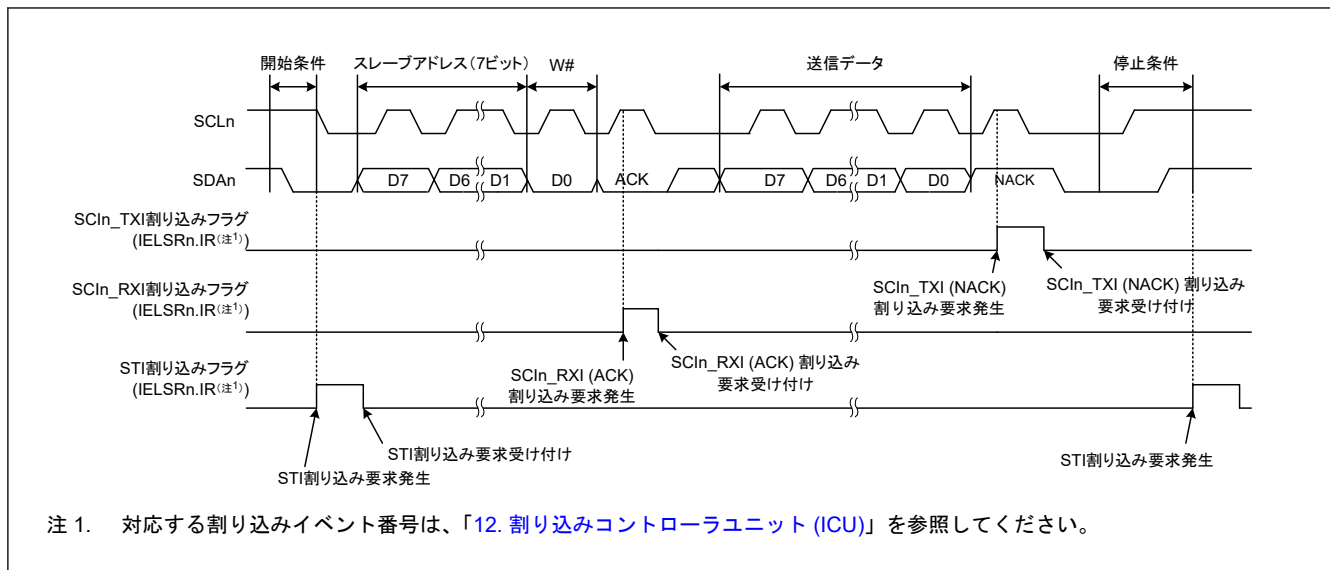 開始条件
スレーブアドレス(7ビット)
W#
送信データ
停止条件
SCLn
SDAn
D7
D6
D1
D0
ACK
D7
D6
D1
D0
NACK
SCIn_TXI割り込みフラグ
(IELSRn.IR(注1))
SCIn_TXI (NACK)
割り込み要求発生
SCIn_TXI (NACK) 割り込み
要求受け付け
SCIn_RXI割り込みフラグ
(IELSRn.IR(注1))
SCIn_RXI (ACK)
割り込み要求発生
SCIn_RXI (ACK) 割り込み
要求受け付け
STI割り込みフラグ
(IELSRn.IR(注1))
STI割り込み要求受け付け
STI割り込み要求発生
STI割り込み要求発生
注 1. 対応する割り込みイベント番号は、「12. 割り込みコントローラユニット (ICU)」を参照してください。